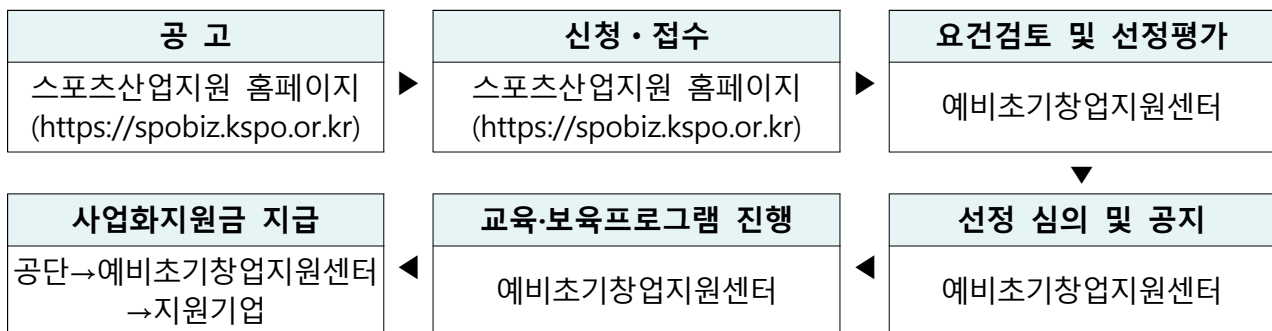 공 고
스포츠산업지원 홈페이지
(https://spobiz.kspo.or.kr)
▶
신청・접수
스포츠산업지원 홈페이지
(https://spobiz.kspo.or.kr)
▶
요건검토 및 선정평가
예비초기창업지원센터
▼
선정 심의 및 공지
예비초기창업지원센터
◀
교육·보육프로그램 진행
예비초기창업지원센터
◀
사업화지원금 지급
공단→예비초기창업지원센터
→지원기업